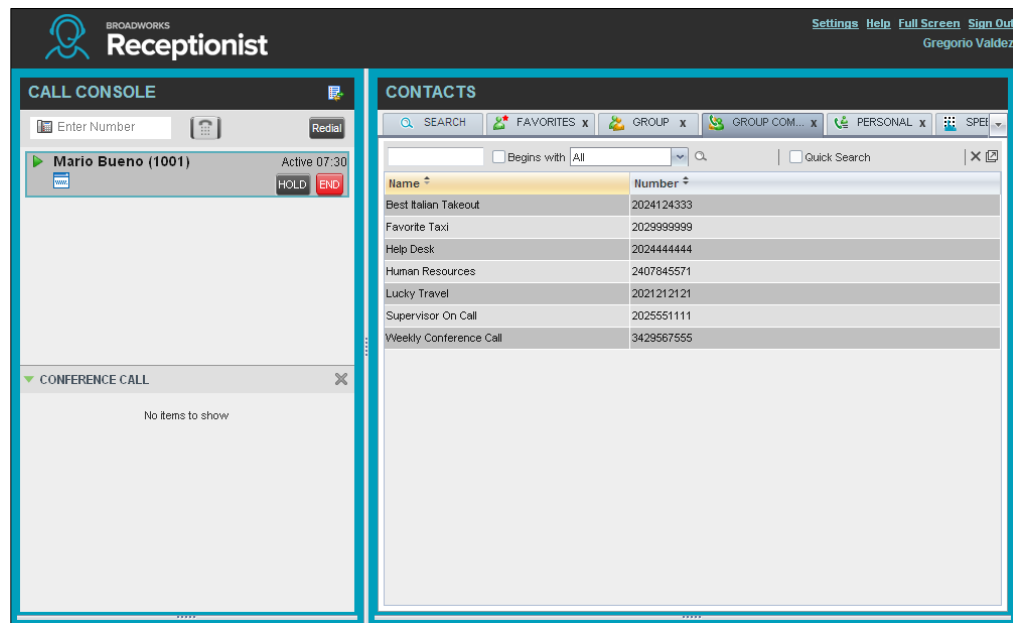 BROADWORKS
Receptionist
Settings Help Full Screen Sign Out
Gregorio Valdez
CALL CONSOLE
Enter Number
Redial
Mario Bueno (1001) Active 07:30
www
HOLD END
CONFERENCE CALL
No items to show
CONTACTS
SEARCH FAVORITES x GROUP x GROUP COM... x PERSONAL x SPEE
Begins with All Quick Search
Name Number
Best Italian Takeout 2024124333
Favorite Taxi 2029999999
Help Desk 2024444444
Human Resources 2407845571
Lucky Travel 2021212121
Supervisor On Call 2025551111
Weekly Conference Call 3429567555